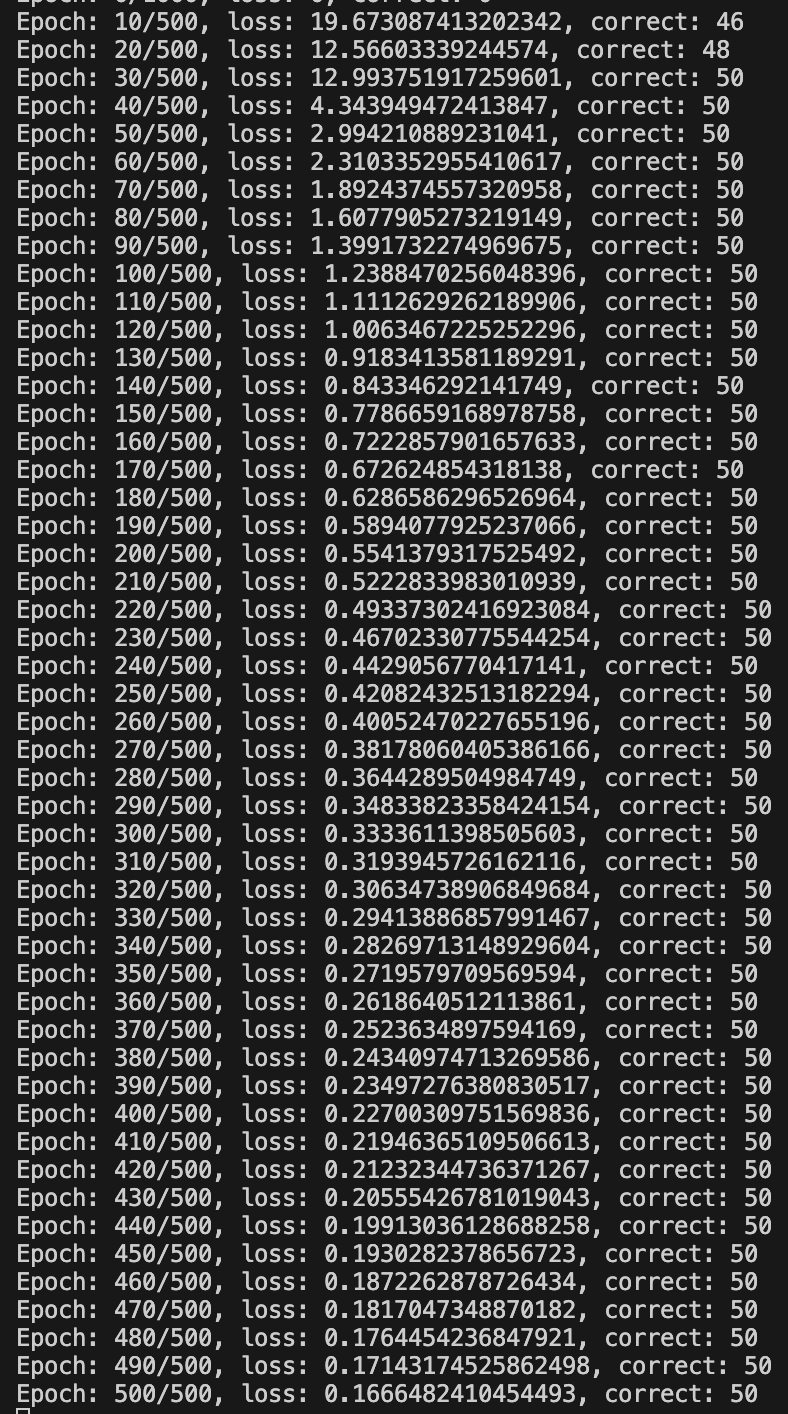 Epoch: 0/1000, loss: 0, correct: 0
Epoch: 10/500, loss: 19.673087413202342, correct: 46
Epoch: 20/500, loss: 12.56603339244574, correct: 48
Epoch: 30/500, loss: 12.993751917259601, correct: 50
Epoch: 40/500, loss: 4.343949472413847, correct: 50
Epoch: 50/500, loss: 2.994210889231041, correct: 50
Epoch: 60/500, loss: 2.3103352955410617, correct: 50
Epoch: 70/500, loss: 1.8924374557320958, correct: 50
Epoch: 80/500, loss: 1.6077905273219149, correct: 50
Epoch: 90/500, loss: 1.3991732274969675, correct: 50
Epoch: 100/500, loss: 1.2388470256048396, correct: 50
Epoch: 110/500, loss: 1.1112629262189906, correct: 50
Epoch: 120/500, loss: 1.0063467225252296, correct: 50
Epoch: 130/500, loss: 0.9183413581189291, correct: 50
Epoch: 140/500, loss: 0.843346292141749, correct: 50
Epoch: 150/500, loss: 0.7786659168978758, correct: 50
Epoch: 160/500, loss: 0.7222857901657633, correct: 50
Epoch: 170/500, loss: 0.672624854318138, correct: 50
Epoch: 180/500, loss: 0.6286586296526964, correct: 50
Epoch: 190/500, loss: 0.5894077925237066, correct: 50
Epoch: 200/500, loss: 0.5541379317525492, correct: 50
Epoch: 210/500, loss: 0.5222833983010939, correct: 50
Epoch: 220/500, loss: 0.49337302416923084, correct: 50
Epoch: 230/500, loss: 0.46702330775544254, correct: 50
Epoch: 240/500, loss: 0.4429056770417141, correct: 50
Epoch: 250/500, loss: 0.42082432513182294, correct: 50
Epoch: 260/500, loss: 0.40052470227655196, correct: 50
Epoch: 270/500, loss: 0.38178060405386166, correct: 50
Epoch: 280/500, loss: 0.3644289504984749, correct: 50
Epoch: 290/500, loss: 0.34833823358424154, correct: 50
Epoch: 300/500, loss: 0.3333611398505603, correct: 50
Epoch: 310/500, loss: 0.3193945726162116, correct: 50
Epoch: 320/500, loss: 0.30634738906849684, correct: 50
Epoch: 330/500, loss: 0.29413886857991467, correct: 50
Epoch: 340/500, loss: 0.28269713148929604, correct: 50
Epoch: 350/500, loss: 0.2719579709569594, correct: 50
Epoch: 360/500, loss: 0.2618640512113861, correct: 50
Epoch: 370/500, loss: 0.2523634897594169, correct: 50
Epoch: 380/500, loss: 0.24340974713269586, correct: 50
Epoch: 390/500, loss: 0.23497276380830517, correct: 50
Epoch: 400/500, loss: 0.22700309751569836, correct: 50
Epoch: 410/500, loss: 0.21946365109506613, correct: 50
Epoch: 420/500, loss: 0.21232344736371267, correct: 50
Epoch: 430/500, loss: 0.20555426781019043, correct: 50
Epoch: 440/500, loss: 0.19913036128688258, correct: 50
Epoch: 450/500, loss: 0.1930282378656723, correct: 50
Epoch: 460/500, loss: 0.1872262878726434, correct: 50
Epoch: 470/500, loss: 0.1817047348870182, correct: 50
Epoch: 480/500, loss: 0.1764454236847921, correct: 50
Epoch: 490/500, loss: 0.17143174525862498, correct: 50
Epoch: 500/500, loss: 0.1666482410454493, correct: 50